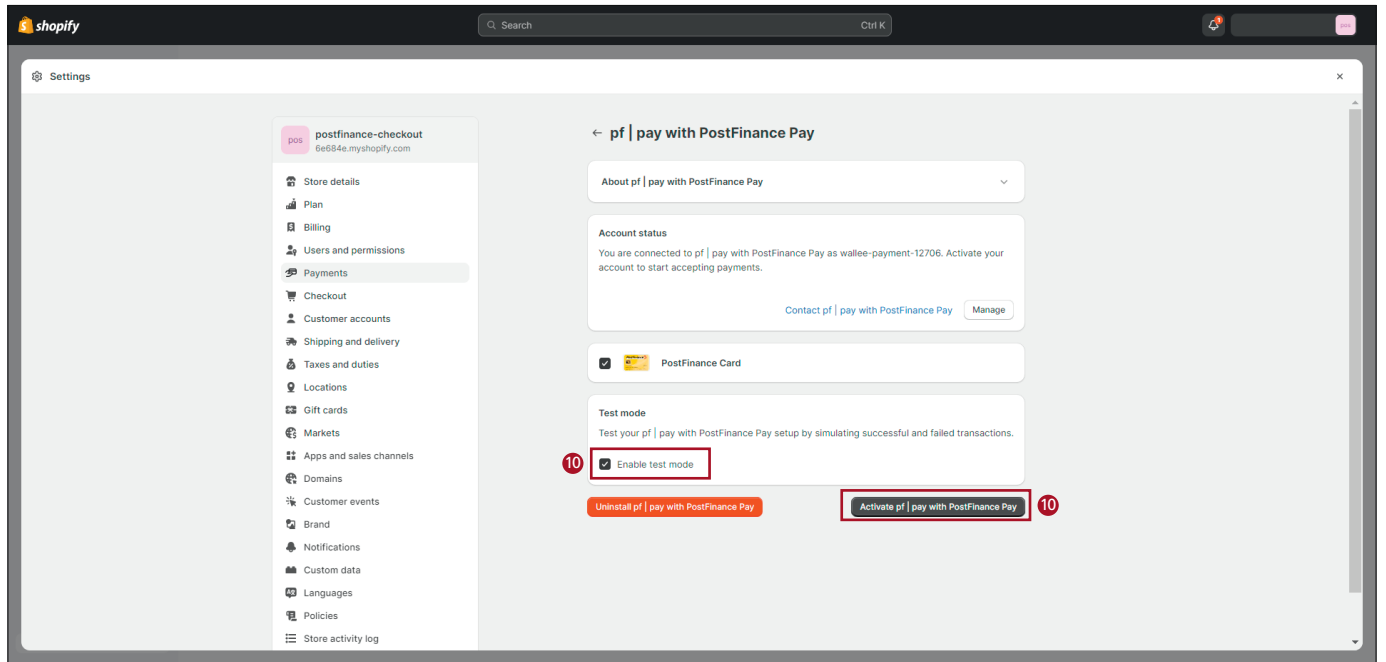 shopify
Search
Ctrl K
1
pos
Settings
pos
postfinance-checkout
6e684e.myshopify.com
Store details
Plan
Billing
Users and permissions
Payments
Checkout
Customer accounts
Shipping and delivery
Taxes and duties
Locations
Gift cards
Markets
Apps and sales channels
Domains
Customer events
Brand
Notifications
Custom data
Languages
Policies
Store activity log
pf | pay with PostFinance Pay
About pf | pay with PostFinance Pay
Account status
You are connected to pf | pay with PostFinance Pay as wallee-payment-12706. Activate your
account to start accepting payments.
Contact pf | pay with PostFinance Pay
Manage
PostFinance Card
Test mode
Test your pf | pay with PostFinance Pay setup by simulating successful and failed transactions.
10
Enable test mode
Uninstall pf | pay with PostFinance Pay
Activate pf | pay with PostFinance Pay
10